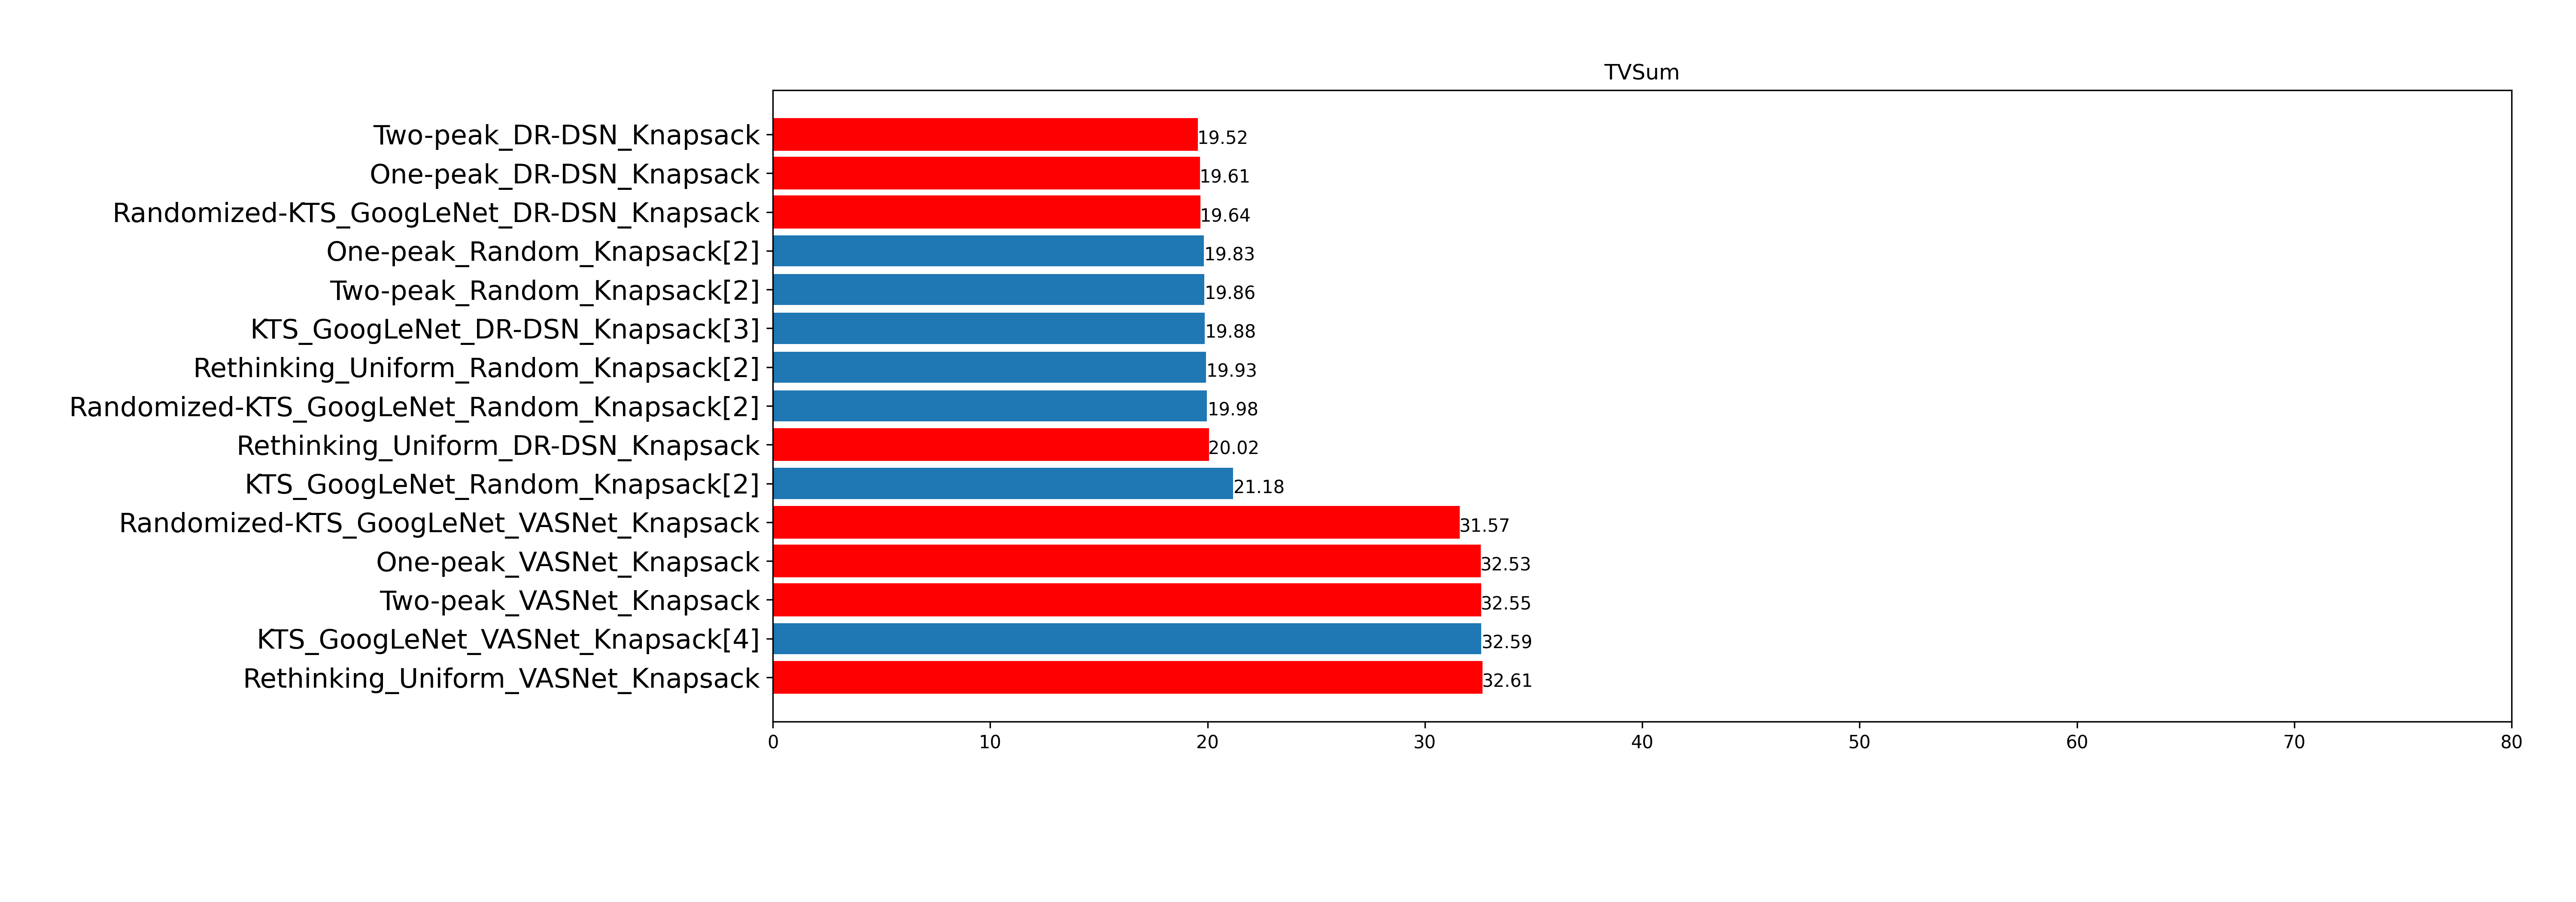 TVSum
Two-peak_DR-DSN_Knapsack 19.52
One-peak_DR-DSN_Knapsack 19.61
Randomized-KTS_GoogLeNet_DR-DSN_Knapsack 19.64
One-peak_Random_Knapsack[2] 19.83
Two-peak_Random_Knapsack[2] 19.86
KTS_GoogLeNet_DR-DSN_Knapsack[3] 19.88
Rethinking_Uniform_Random_Knapsack[2] 19.93
Randomized-KTS_GoogLeNet_Random_Knapsack[2] 19.98
Rethinking_Uniform_DR-DSN_Knapsack 20.02
KTS_GoogLeNet_Random_Knapsack[2] 21.18
Randomized-KTS_GoogLeNet_VASNet_Knapsack 31.57
One-peak_VASNet_Knapsack 32.53
Two-peak_VASNet_Knapsack 32.55
KTS_GoogLeNet_VASNet_Knapsack[4] 32.59
Rethinking_Uniform_VASNet_Knapsack 32.61
0 10 20 30 40 50 60 70 80